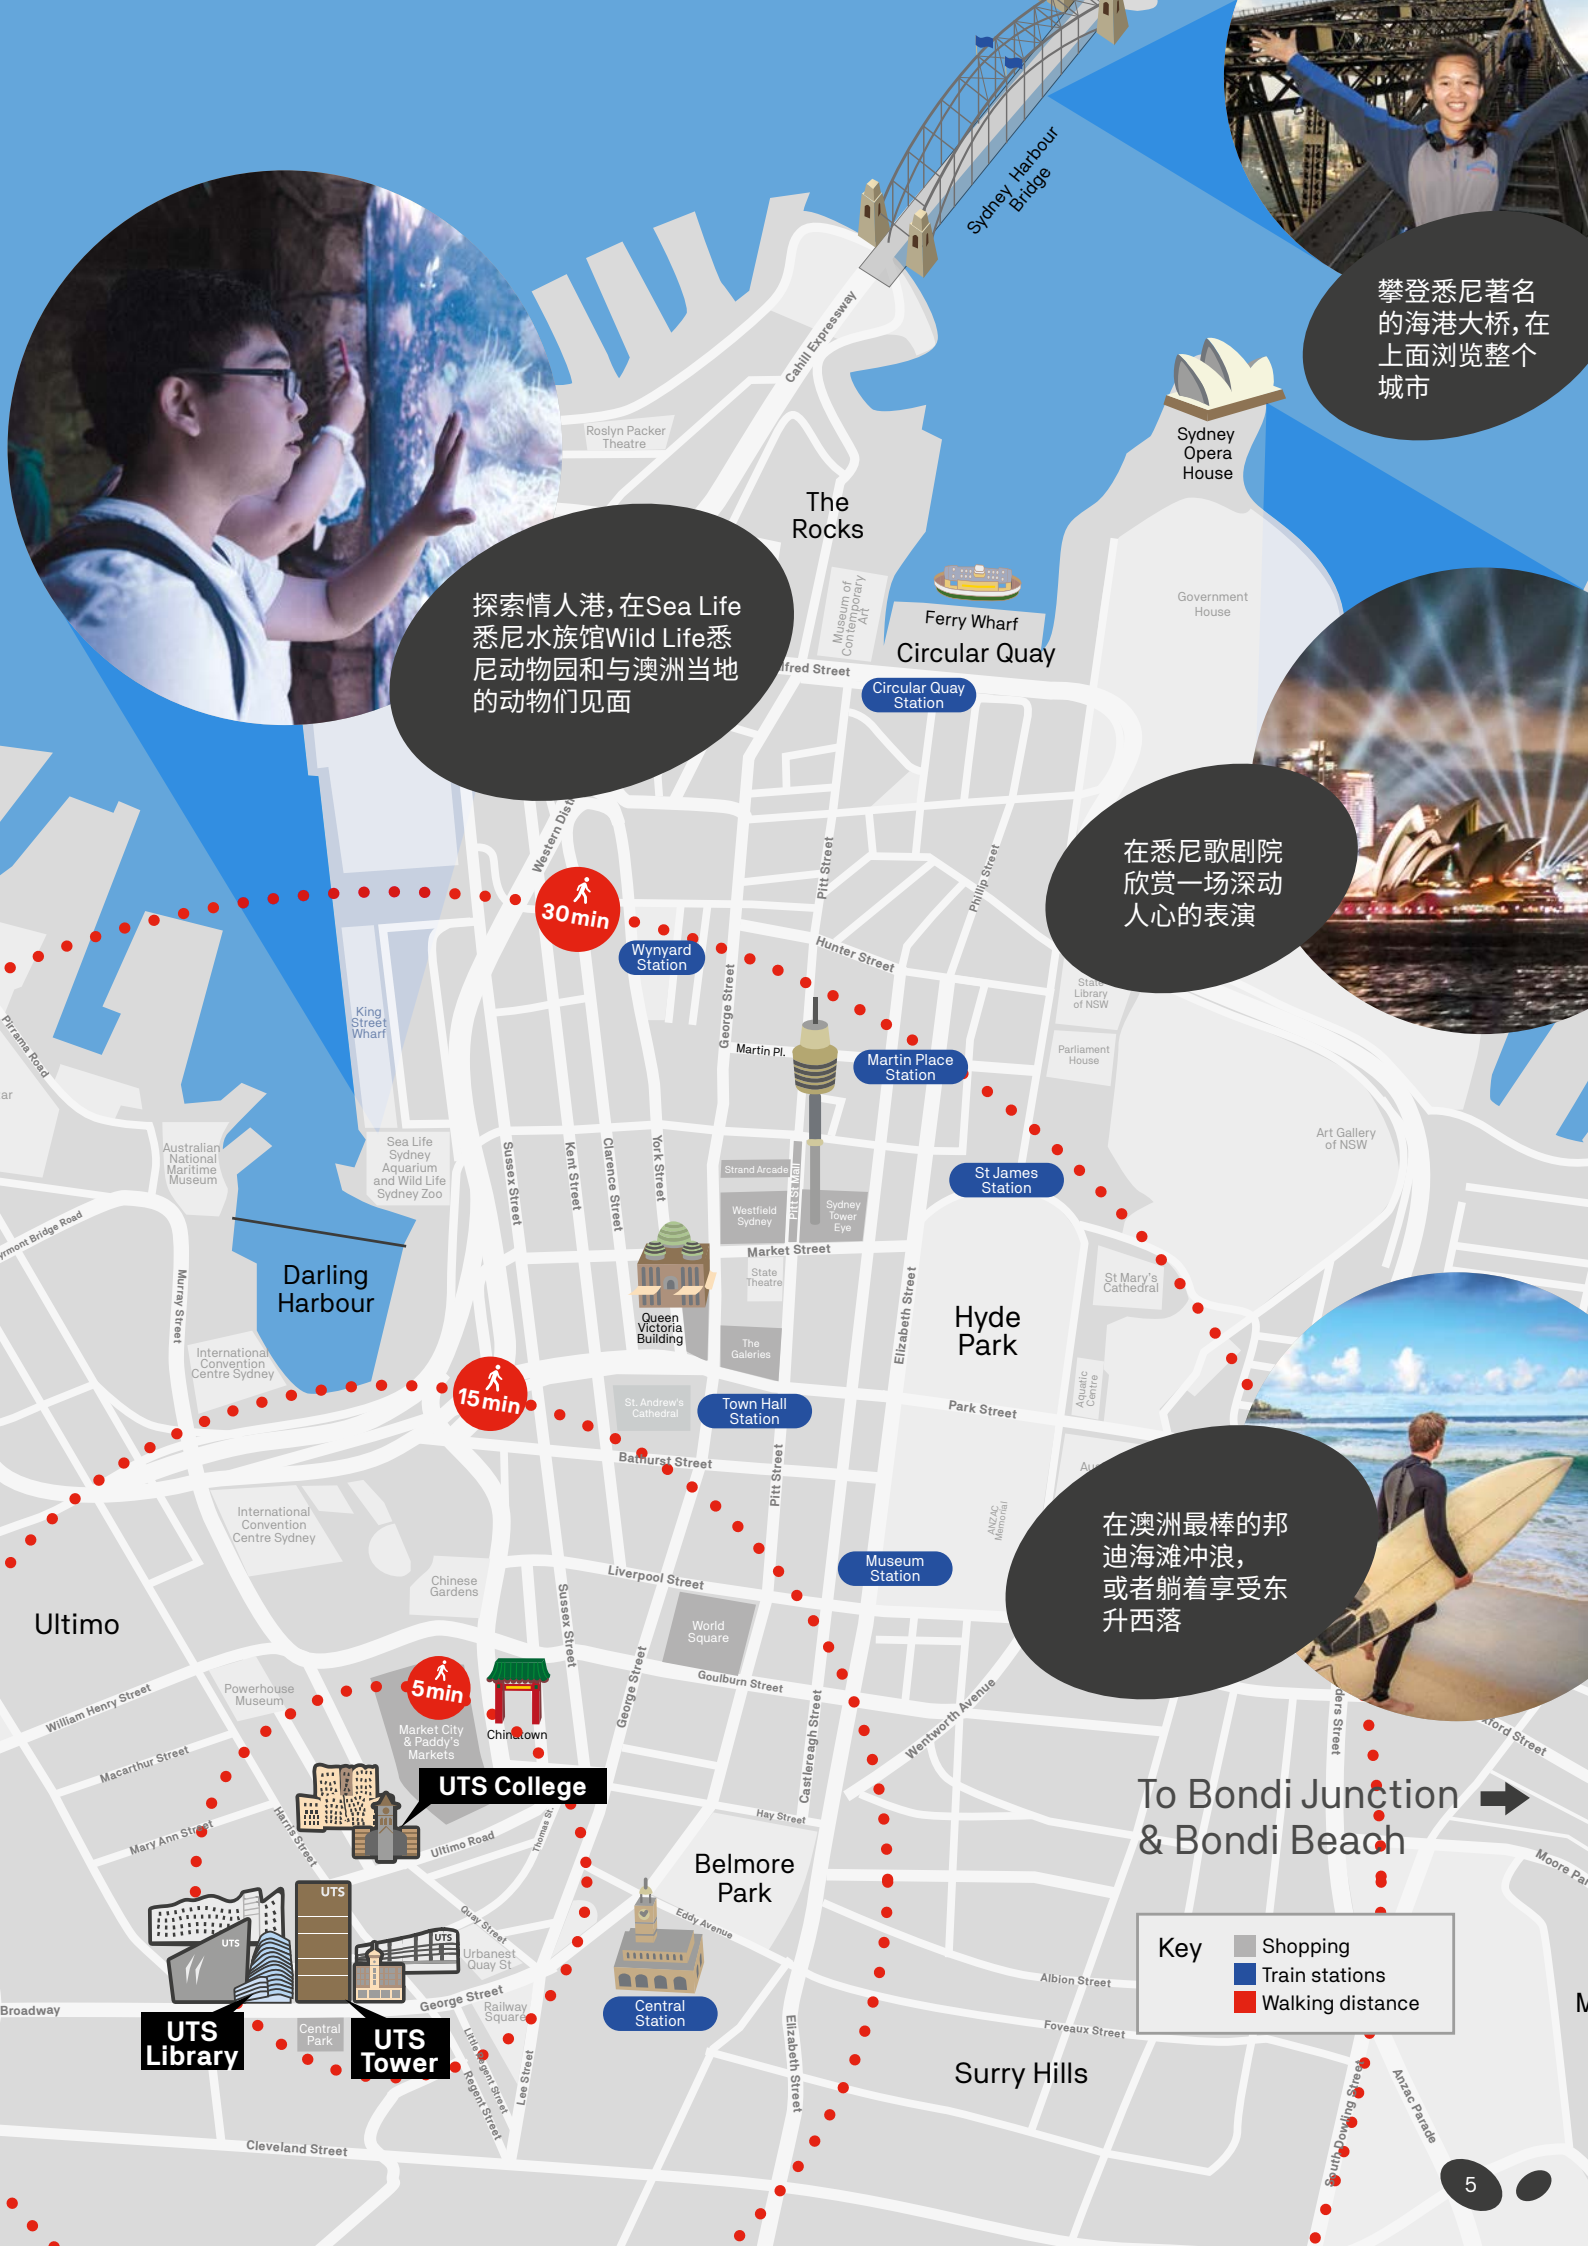 Sydney Harbour
Bridge
攀登悉尼著名
的海港大桥，在
上面浏览整个
城市
Cahill Expressway
Roslyn Packer
Theatre
Sydney
Opera
House
The
Rocks
探索情人港，在Sea Life
悉尼水族馆Wild Life悉
尼动物园和与澳洲当地
的动物们见面
Museum of
Contemporary
Art
Ferry Wharf
Circular Quay
Government
House
Circular Quay
Station
在悉尼歌剧院
欣赏一场深动
人心的表演
Pitt Street
Phillip Street
30min
Wynyard
Station
Hunter Street
George Street
State
Library
of NSW
King
Street
Wharf
Pirrama Road
Martin Pl.
Martin Place
Station
Parliament
House
Art Gallery
of NSW
Australian
National
Maritime
Museum
Sea Life
Sydney
Aquarium
and Wild Life
Sydney Zoo
Sussex Street
Kent Street
Clarence Street
York Street
Strand Arcade
Pitt St Mall
Westfield
Sydney
Sydney
Tower
Eye
St James
Station
Market Street
State
Theatre
St Mary's
Cathedral
Darling
Harbour
Murray Street
Queen
Victoria
Building
The
Galeries
Elizabeth Street
Hyde
Park
International
Convention
Centre Sydney
15min
St. Andrew's
Cathedral
Town Hall
Station
Park Street
Aquatic
Centre
Bathurst Street
Pitt Street
International
Convention
Centre Sydney
ANZAC
Memorial
在澳洲最棒的邦
迪海滩冲浪，
或者躺着享受东
升西落
Museum
Station
Chinese
Gardens
Liverpool Street
Sussex Street
World
Square
Ultimo
George Street
Goulburn Street
William Henry Street
Powerhouse
Museum
5min
Market City
& Paddy's
Markets
Chinatown
Castlereagh Street
Wentworth Avenue
Macarthur Street
UTS College
To Bondi Junction
& Bondi Beach
Mary Ann Street
Harris Street
Ultimo Road
Thomas St.
Hay Street
Belmore
Park
Eddy Avenue
UTS
UTS
UTS
Quay Street
Urbanest
Quay St
George Street
Railway
Square
Broadway
UTS
Library
Central
Park
UTS
Tower
Central
Station
Albion Street
Foveaux Street
Key
Shopping
Train stations
Walking distance
Little Regent Street
Regent Street
Lee Street
Elizabeth Street
Surry Hills
South Dowling Street
Anzac Parade
Cleveland Street
5